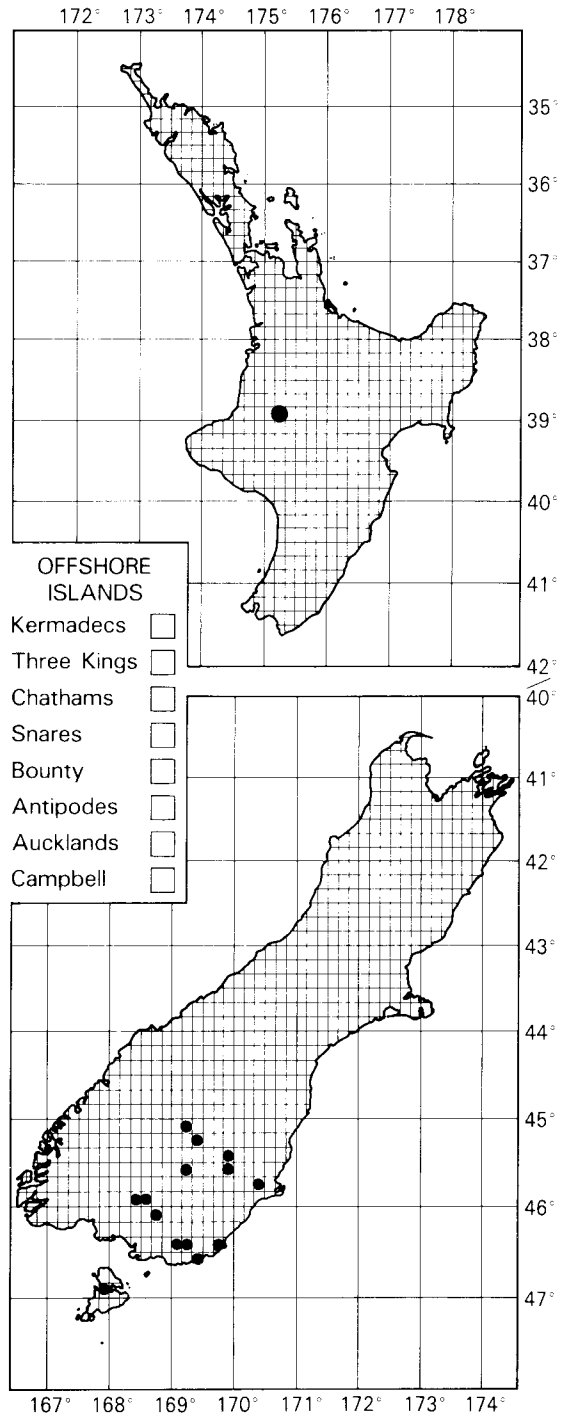 172° 173° 174° 175° 176° 177° 178°
35°
36°
37°
38°
39°
40°
41°
42°
OFFSHORE
ISLANDS
Kermadecs
Three Kings
Chathams
Snares
Bounty
Antipodes
Aucklands
Campbell
40°
41°
42°
43°
44°
45°
46°
47°
167° 168° 169° 170° 171° 172° 173° 174°